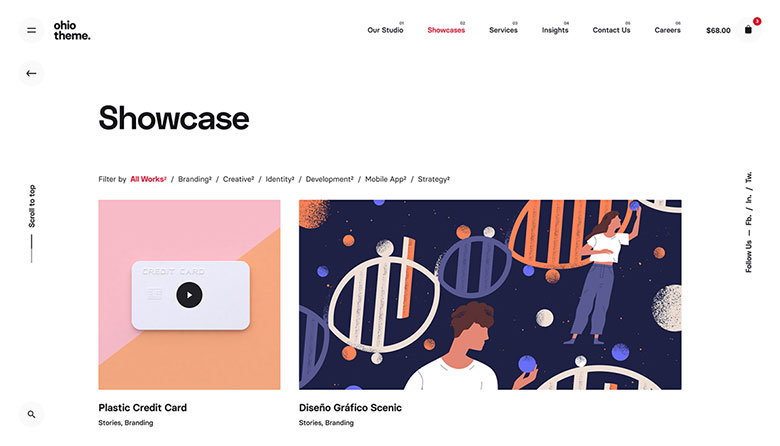 ohio
theme.
Our Studio 01
Showcases 02
Services 03
Insights 04
Contact Us 05
Careers 06
$68.00
3
Showcase
Filter by All Works² / Branding² / Creative² / Identity² / Development² / Mobile App² / Strategy²
Scroll to top
Follow Us — Fb. / In. / Tw.
CREDIT CARD
Plastic Credit Card
Stories, Branding
Diseño Gráfico Scenic
Stories, Branding